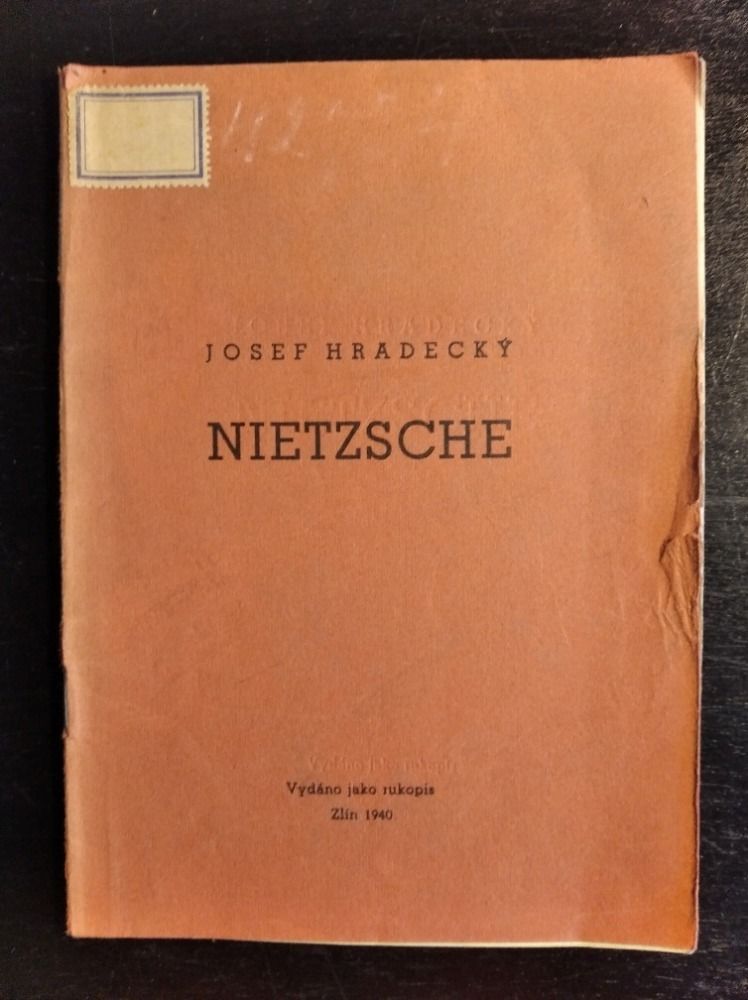 JOSEF HRADECKÝ
NIETZSCHE
Vydáno jako rukopis
Zlín 1940